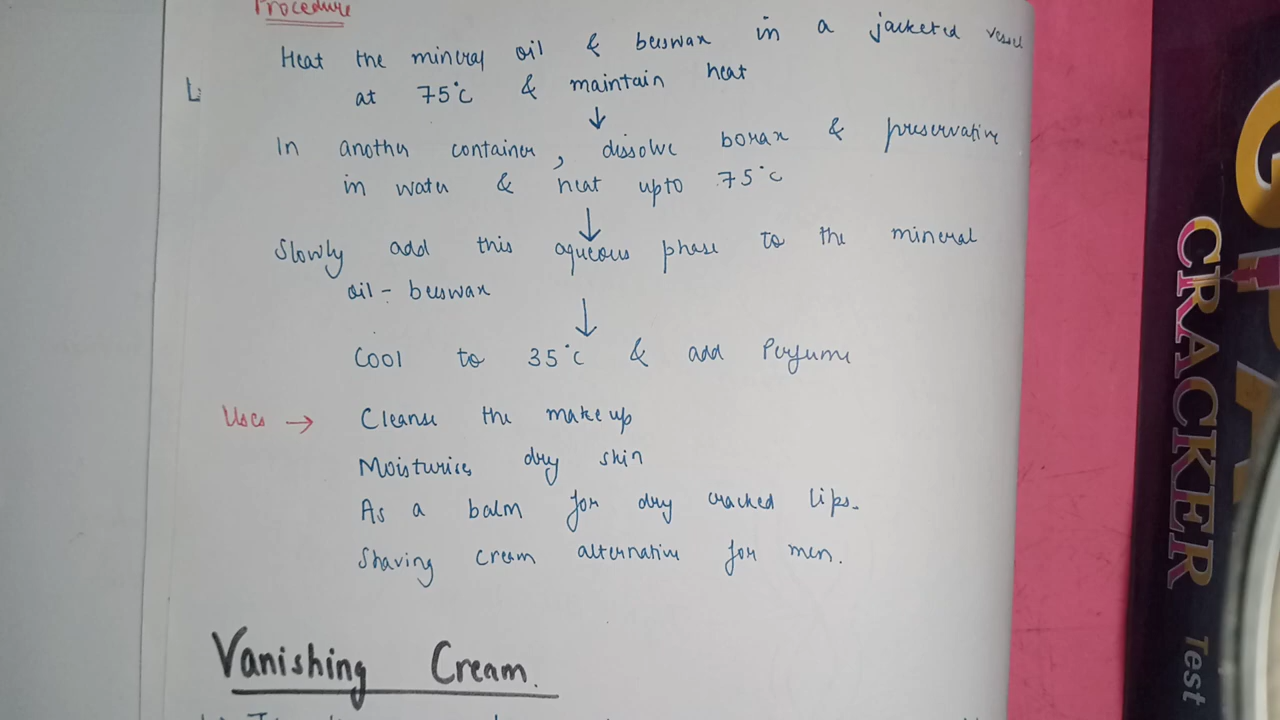 Procedure
Heat the mineral oil & beeswax in a jacketed vessel
at 75°C & maintain heat
↓
In another container, dissolve borax & preservative
in water & heat upto 75°C
↓
Slowly add this aqueous phase to the mineral
oil - beeswax
↓
Cool to 35°C & add Perfume
Uses → Cleanse the makeup
Moisturises dry skin
As a balm for dry cracked lips.
Shaving cream alternative for men.
Vanishing Cream.
CRACKER
Test